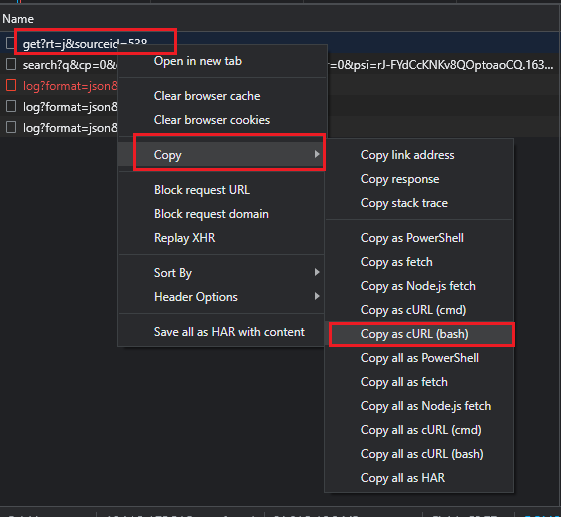 Name
get?rt=j&sourceid=538
search?q&cp=0& r=0&psi=rJ-FYdCcKNKv8QOptoaoCQ.163...
log?format=json&
log?format=json&
log?format=json&
Open in new tab
Clear browser cache
Clear browser cookies
Copy
Block request URL
Block request domain
Replay XHR
Sort By
Header Options
Save all as HAR with content
Copy link address
Copy response
Copy stack trace
Copy as PowerShell
Copy as fetch
Copy as Node.js fetch
Copy as cURL (cmd)
Copy as cURL (bash)
Copy all as PowerShell
Copy all as fetch
Copy all as Node.js fetch
Copy all as cURL (cmd)
Copy all as cURL (bash)
Copy all as HAR